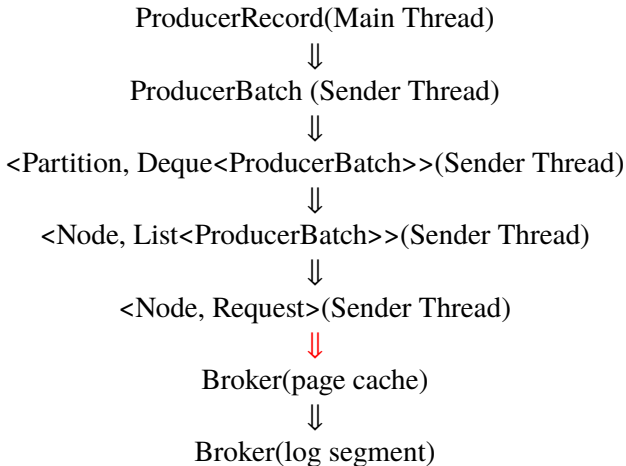 ProducerRecord(Main Thread)
⇓
ProducerBatch (Sender Thread)
⇓
<Partition, Deque<ProducerBatch>>(Sender Thread)
⇓
<Node, List<ProducerBatch>>(Sender Thread)
⇓
<Node, Request>(Sender Thread)
⇓
Broker(page cache)
⇓
Broker(log segment)